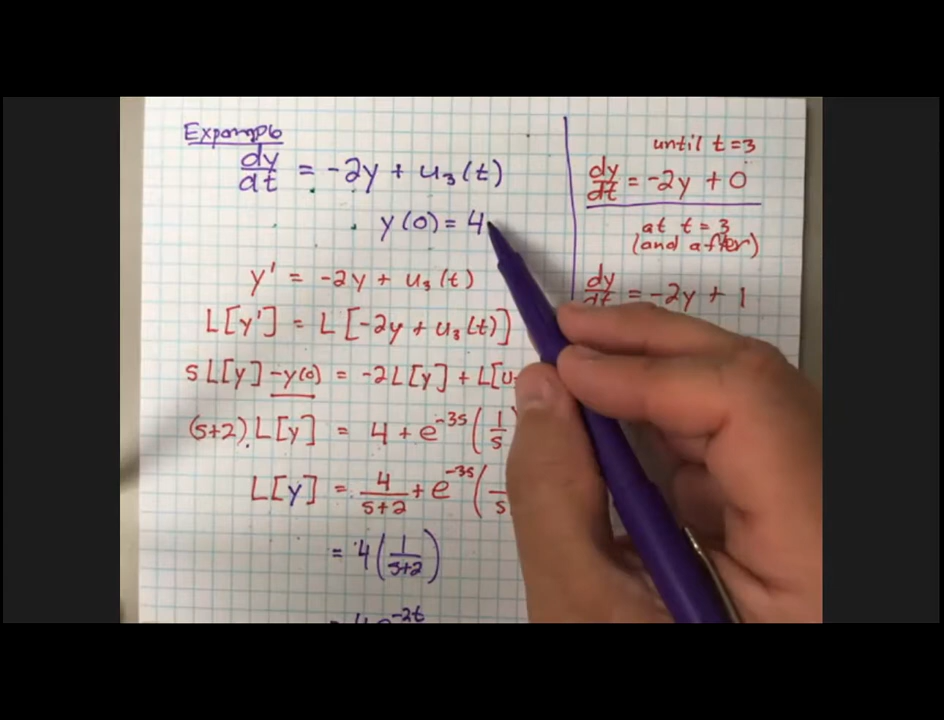 Example
dy/dt = -2y + u₃(t)
y(0) = 4
y' = -2y + u₃(t)
L[y'] = L[-2y + u₃(t)]
sL[y] -y(0) = -2L[y] + L[u
(s+2) L[y] = 4 + e^-3s (1/s
L[y] = 4/s+2 + e^-3s (
= 4(1/s+2)
= 4e^-2t
until t=3
dy/dt = -2y + 0
at t = 3
(and after)
dy/dt = -2y + 1